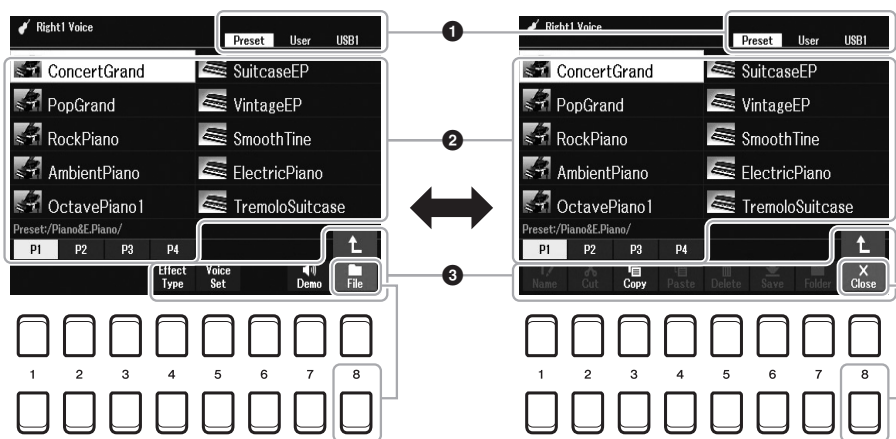 Right1 Voice
Preset User USB1
ConcertGrand SuitcaseEP
PopGrand VintageEP
RockPiano SmoothTine
AmbientPiano ElectricPiano
OctavePiano1 TremoloSuitcase
Preset:/Piano&E.Piano/
P1 P2 P3 P4
Effect Type
Voice Set
Demo
File
1 2 3 4 5 6 7 8
1
2
3
Right1 Voice
Preset User USB1
ConcertGrand SuitcaseEP
PopGrand VintageEP
RockPiano SmoothTine
AmbientPiano ElectricPiano
OctavePiano1 TremoloSuitcase
Preset:/Piano&E.Piano/
P1 P2 P3 P4
Name Cut Copy Paste Delete Save Folder Close
1 2 3 4 5 6 7 8